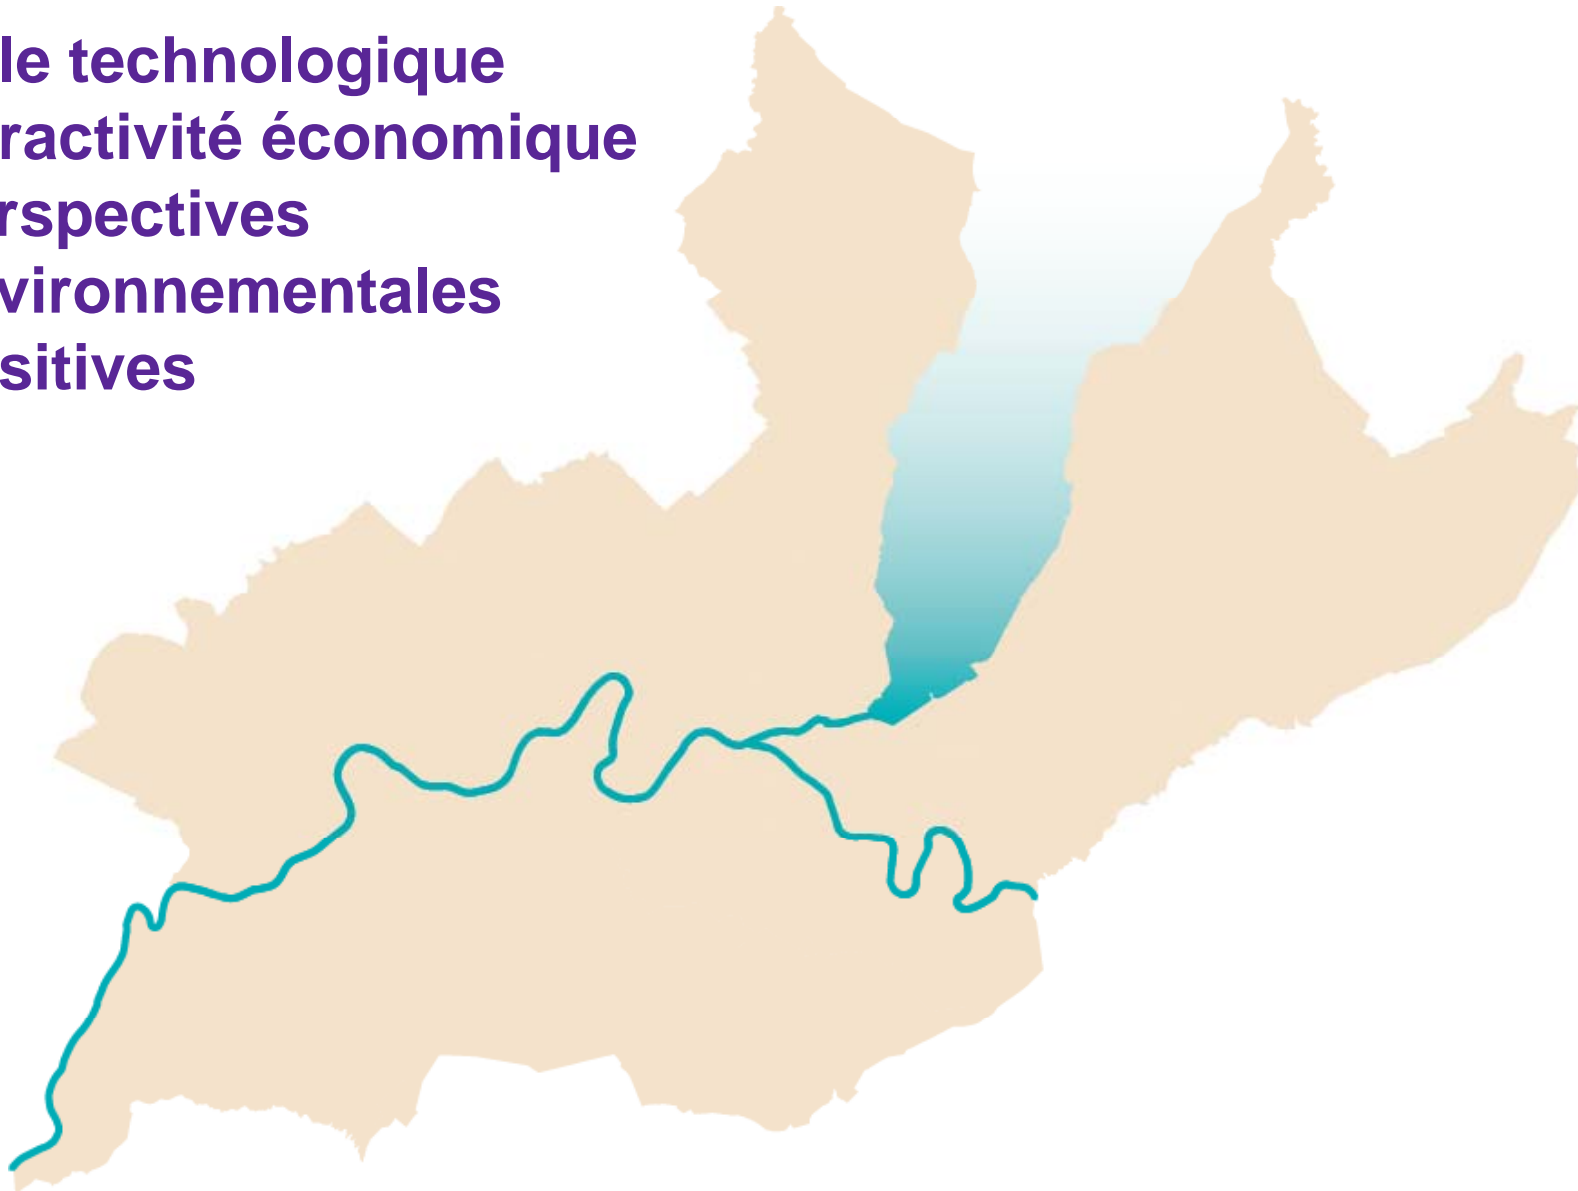 le technologique
ractivité économique
rspectives
vironnementales
sitives